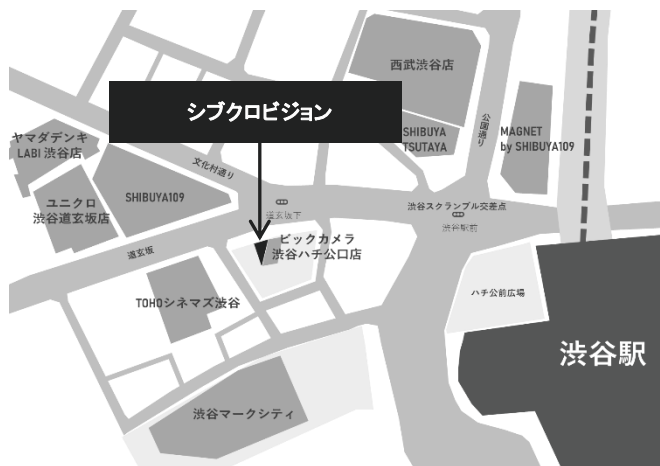 西武渋谷店
シブクロビジョン
公園通り
SHIBUYA
TSUTAYA
MAGNET
by SHIBUYA109
ヤマダデンキ
LABI 渋谷店
文化村通り
ユニクロ
渋谷道玄坂店
SHIBUYA109
道玄坂下
渋谷スクランブル交差点
渋谷駅前
道玄坂
ビックカメラ
渋谷ハチ公口店
ハチ公前広場
TOHOシネマズ渋谷
渋谷駅
渋谷マークシティ